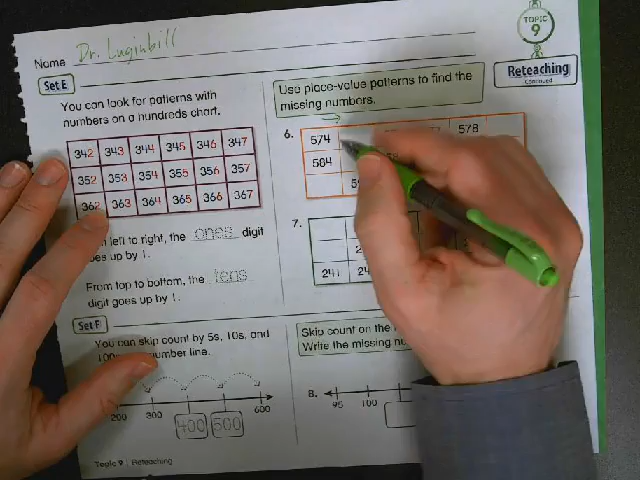 TOPIC
9
Name Dr. Luginbill
Reteaching
Continued
Set E
You can look for patterns with
numbers on a hundreds chart.
342 343 344 345 346 347
352 353 354 355 356 357
362 363 364 365 366 367
left to right, the ones digit
goes up by 1.
From top to bottom, the tens
digit goes up by 1.
Use place-value patterns to find the
missing numbers.
6.
574 578
584
7.
241
Set F
You can skip count by 5s, 10s, and
number line.
200 300 400 500 600
Skip count on the
Write the missing
8.
95 100
Topic 9 | Reteaching